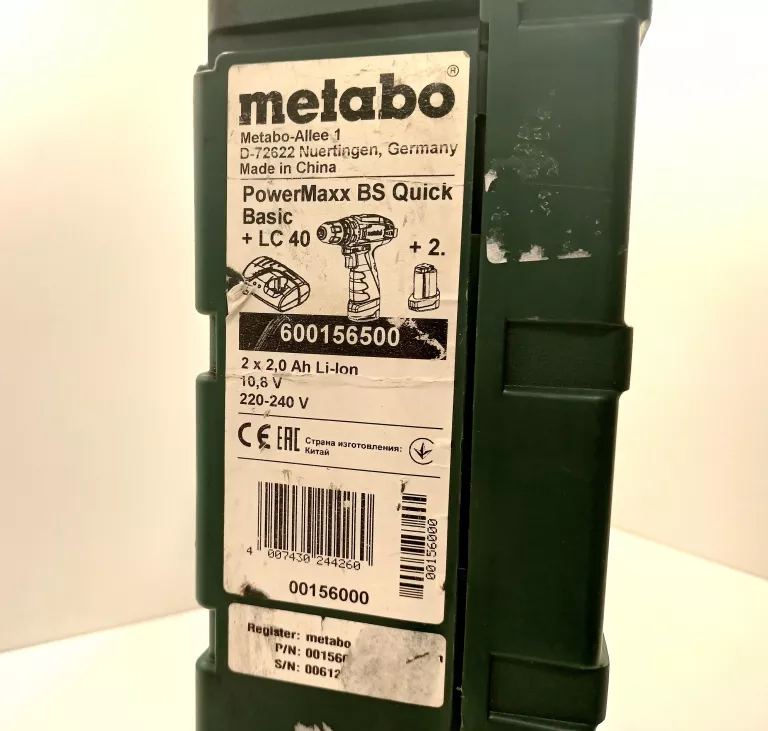 metabo®
Metabo-Allee 1
D-72622 Nuertingen, Germany
Made in China
PowerMaxx BS Quick
Basic
+ LC 40
metabo
+ 2.
600156500
2 x 2,0 Ah Li-Ion
10,8 V
220-240 V
CE EAC Страна изготовления:
Китай
4 007430 244260
00156000
00156000
Register: metabo
P/N:
S/N: